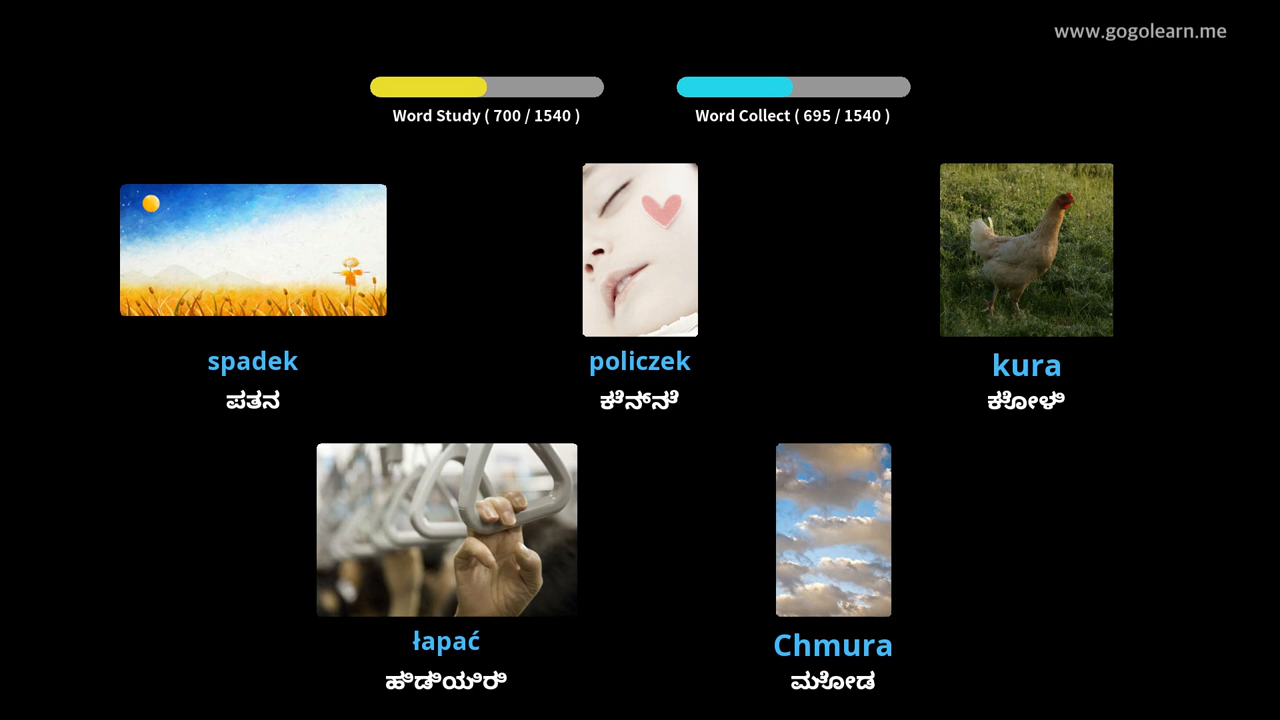 www.gogolearn.me
Word Study ( 700 / 1540 )
Word Collect ( 695 / 1540 )
spadek
policzek
kura
ಪತನ
ಕೆನ್ನೆ
ಕೋಳಿ
łapać
Chmura
ಹಿಡಿಯಿರಿ
ಮೋಡ